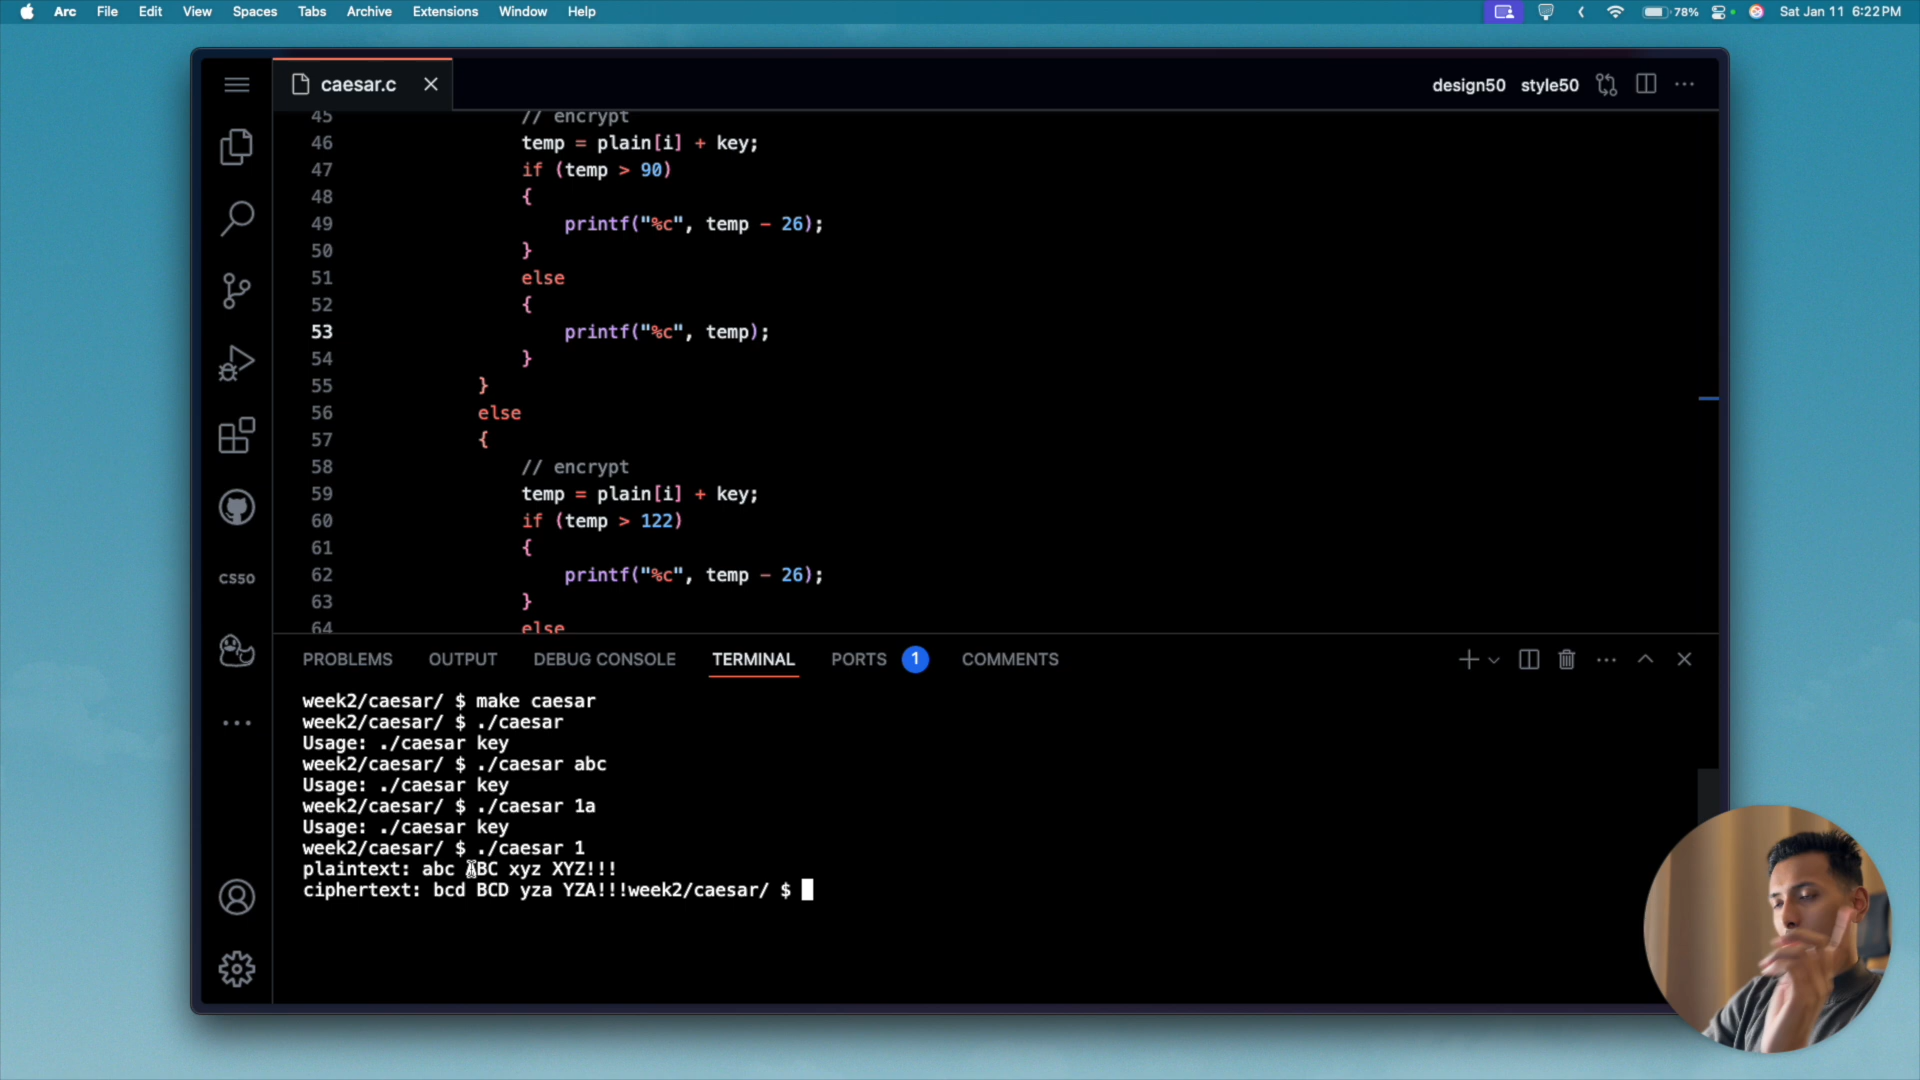 Arc File Edit View Spaces Tabs Archive Extensions Window Help 78% Sat Jan 11 6:22 PM
caesar.c design50 style50
45 // encrypt
46 temp = plain[i] + key;
47 if (temp > 90)
48 {
49 printf("%c", temp - 26);
50 }
51 else
52 {
53 printf("%c", temp);
54 }
55 }
56 else
57 {
58 // encrypt
59 temp = plain[i] + key;
60 if (temp > 122)
61 {
62 printf("%c", temp - 26);
63 }
64 else
CS50
PROBLEMS OUTPUT DEBUG CONSOLE TERMINAL PORTS 1 COMMENTS
week2/caesar/ $ make caesar
week2/caesar/ $ ./caesar
Usage: ./caesar key
week2/caesar/ $ ./caesar abc
Usage: ./caesar key
week2/caesar/ $ ./caesar 1a
Usage: ./caesar key
week2/caesar/ $ ./caesar 1
plaintext: abc ABC xyz XYZ!!!
ciphertext: bcd BCD yza YZA!!!week2/caesar/ $